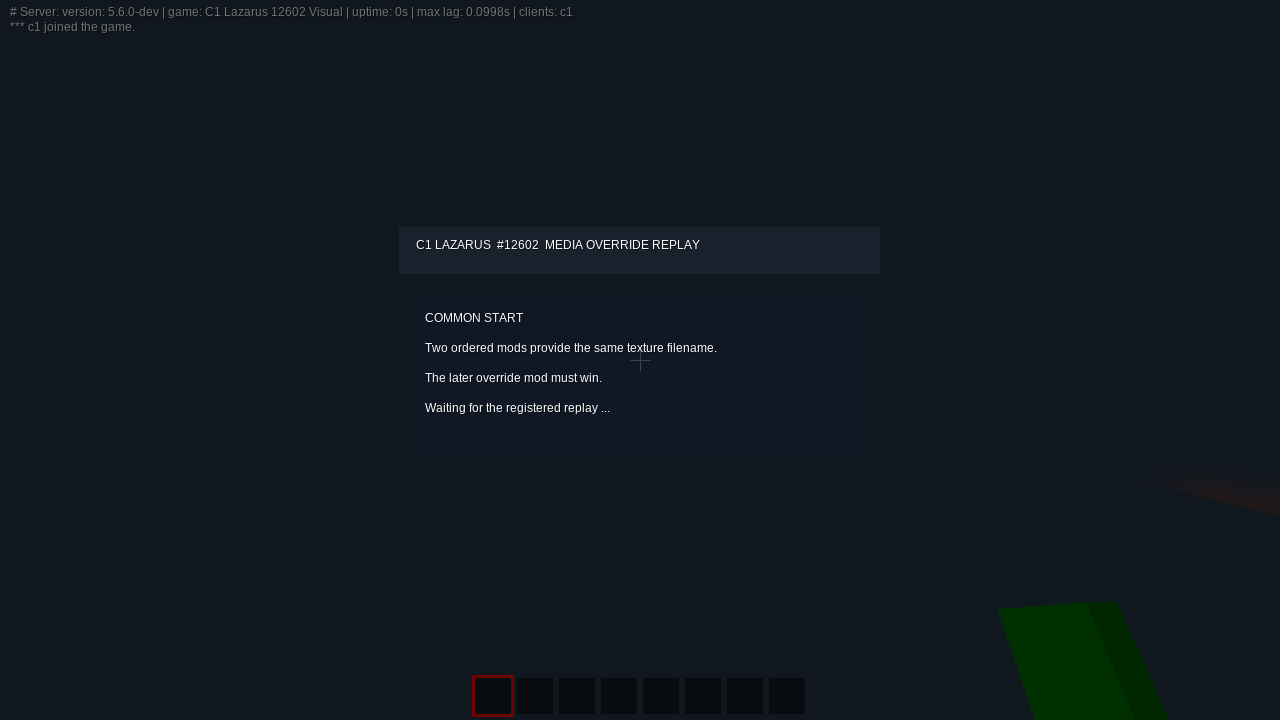 # Server: version: 5.6.0-dev | game: C1 Lazarus 12602 Visual | uptime: 0s | max lag: 0.0998s | clients: c1
*** c1 joined the game.
C1 LAZARUS  #12602  MEDIA OVERRIDE REPLAY
COMMON START
Two ordered mods provide the same texture filename.
The later override mod must win.
Waiting for the registered replay ...